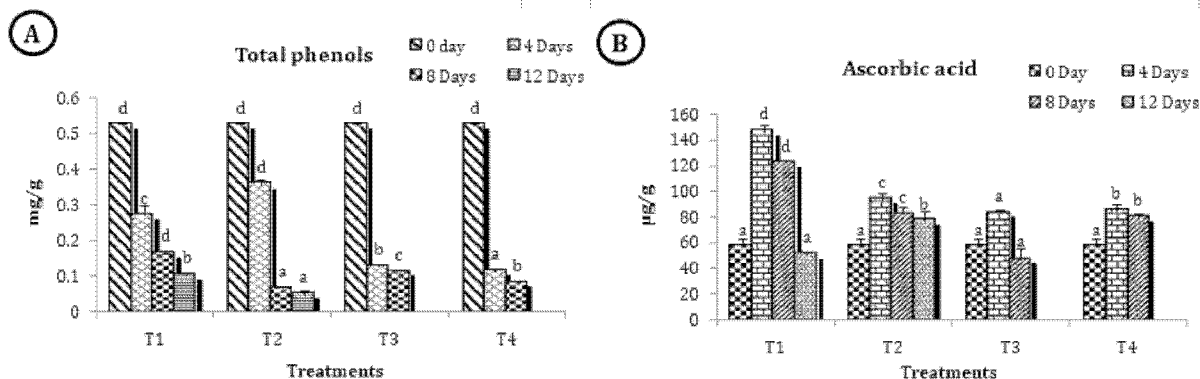 A
Total phenols
0 day
4 Days
8 Days
12 Days
0.6
0.5
0.4
0.3
0.2
0.1
0
mg/g
d
c
d
b
d
d
a
a
d
b
c
d
a
b
T1
T2
T3
T4
Treatments
B
Ascorbic acid
0 Day
4 Days
8 Days
12 Days
160
140
120
100
80
60
40
20
0
µg/g
a
d
d
a
a
c
c
b
a
a
a
a
b
b
T1
T2
T3
T4
Treatments